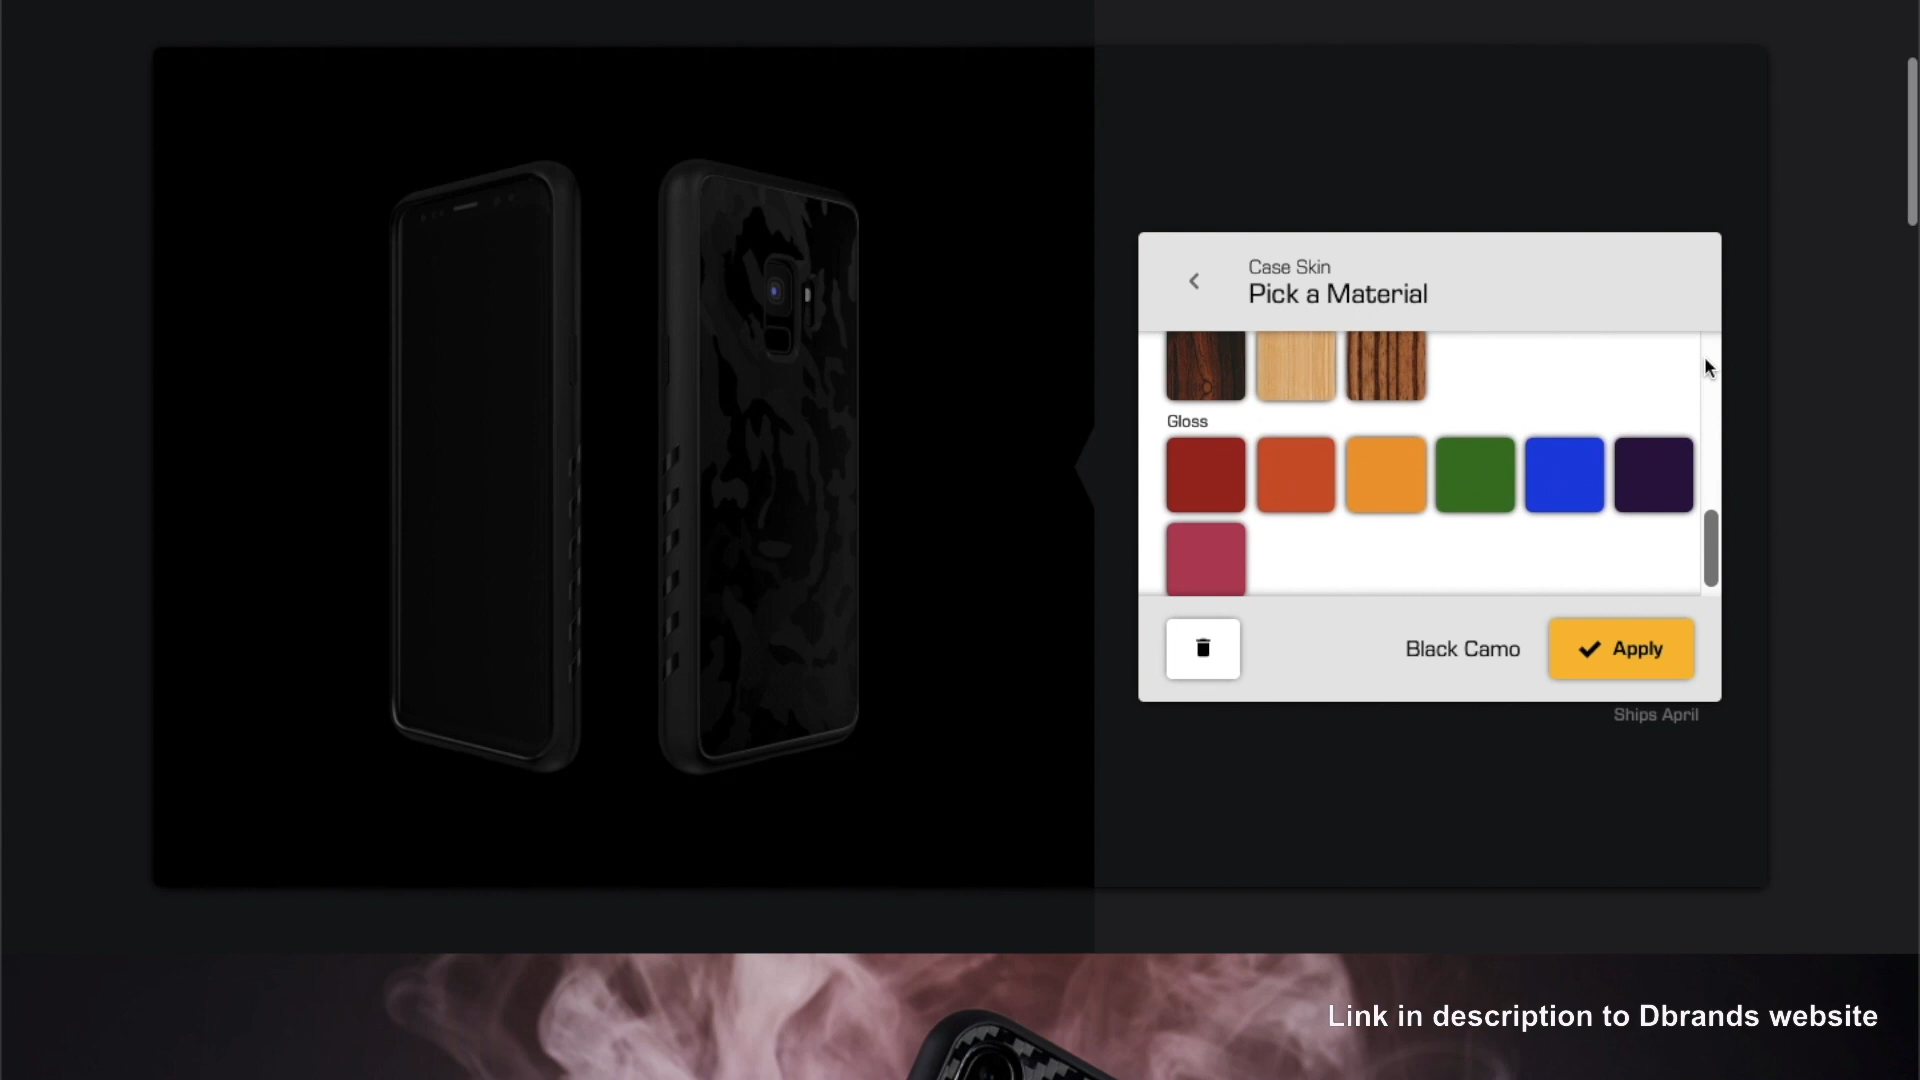 Case Skin
Pick a Material
Gloss
Black Camo
Apply
Ships April
Link in description to Dbrands website